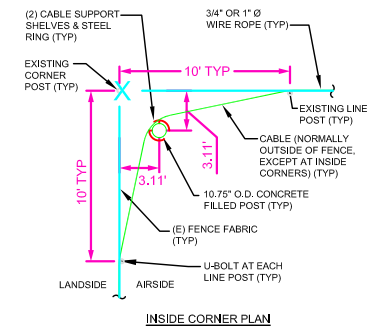 (2) CABLE SUPPORT
SHELVES & STEEL
RING (TYP)
3/4" OR 1" Ø
WIRE ROPE (TYP)
EXISTING
CORNER
POST (TYP)
10' TYP
EXISTING LINE
POST (TYP)
CABLE (NORMALLY
OUTSIDE OF FENCE,
EXCEPT AT INSIDE
CORNERS) (TYP)
3.11'
3.11'
10' TYP
10.75" O.D. CONCRETE
FILLED POST (TYP)
(E) FENCE FABRIC
(TYP)
U-BOLT AT EACH
LINE POST (TYP)
LANDSIDE
AIRSIDE
INSIDE CORNER PLAN